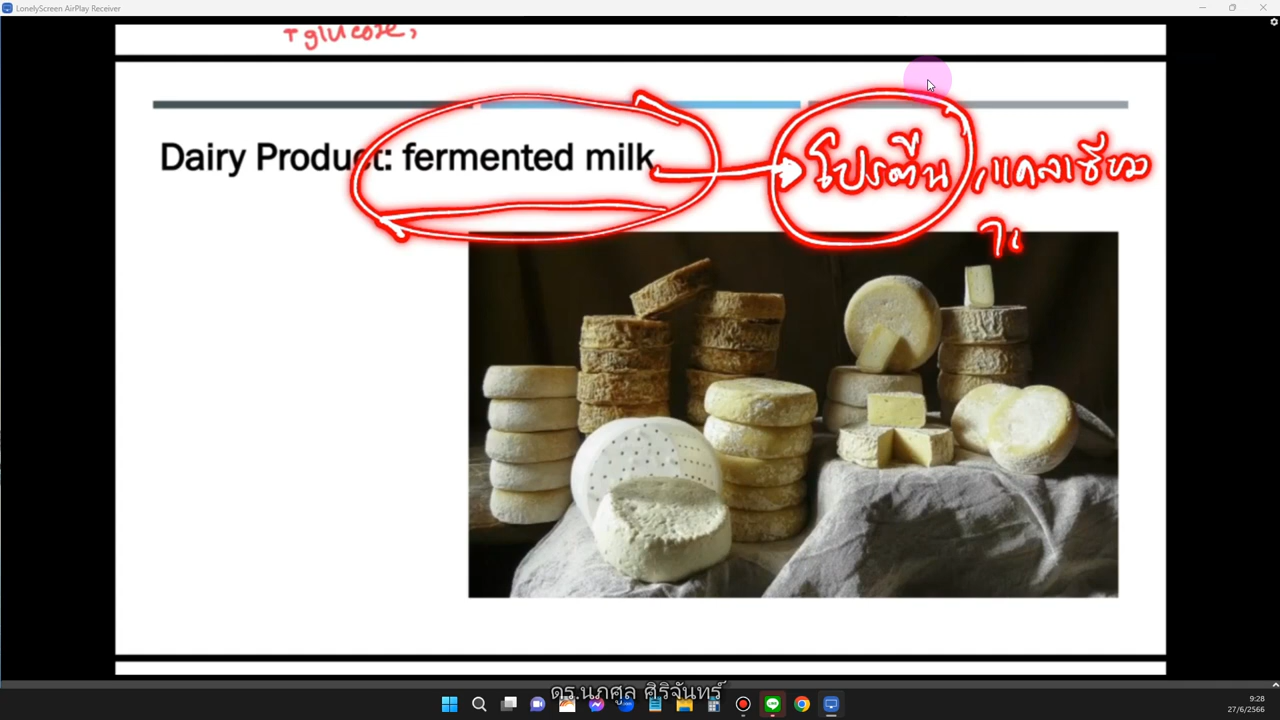 LonelyScreen AirPlay Receiver
+glucose,
Dairy Product: fermented milk → โปรตีน, แคลเซียม
ดร.นภศูล ศิริจันทร์
9:28
27/6/2566